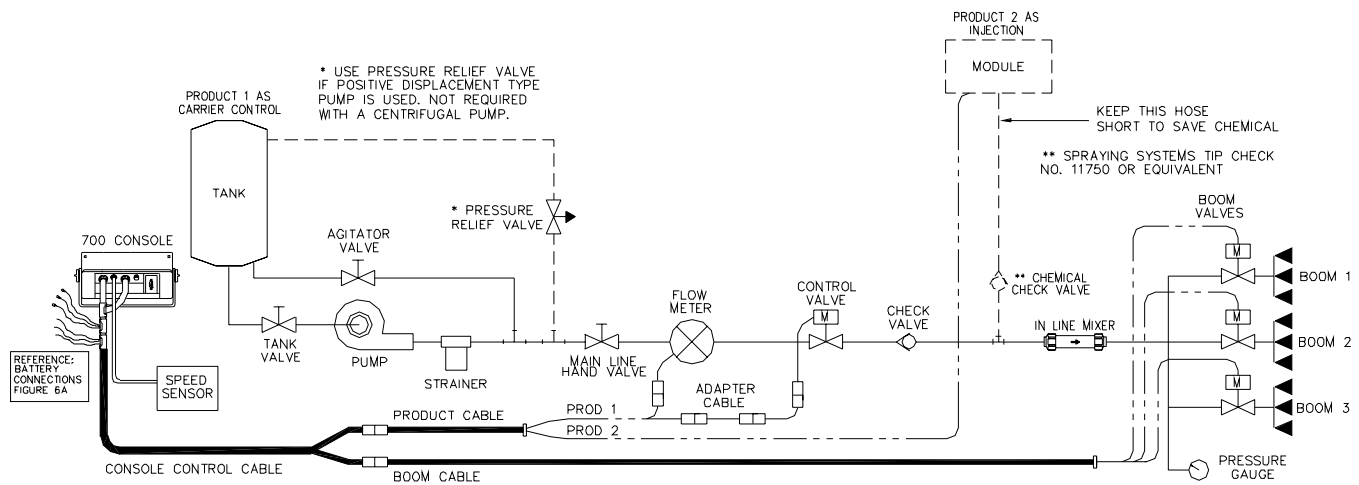 PRODUCT 2 AS
INJECTION
MODULE
* USE PRESSURE RELIEF VALVE
IF POSITIVE DISPLACEMENT TYPE
PUMP IS USED. NOT REQUIRED
WITH A CENTRIFUGAL PUMP.
PRODUCT 1 AS
CARRIER CONTROL
TANK
KEEP THIS HOSE
SHORT TO SAVE CHEMICAL
** SPRAYING SYSTEMS TIP CHECK
NO. 11750 OR EQUIVALENT
* PRESSURE
RELIEF VALVE
BOOM
VALVES
700 CONSOLE
AGITATOR
VALVE
M
BOOM 1
** CHEMICAL
CHECK VALVE
FLOW
METER
CONTROL
VALVE
M
CHECK
VALVE
IN LINE MIXER
M
BOOM 2
TANK
VALVE
PUMP
STRAINER
MAIN LINE
HAND VALVE
REFERENCE:
BATTERY
CONNECTIONS
FIGURE 6A
SPEED
SENSOR
ADAPTER
CABLE
M
BOOM 3
PRODUCT CABLE
PROD 1
PROD 2
CONSOLE CONTROL CABLE
BOOM CABLE
PRESSURE
GAUGE